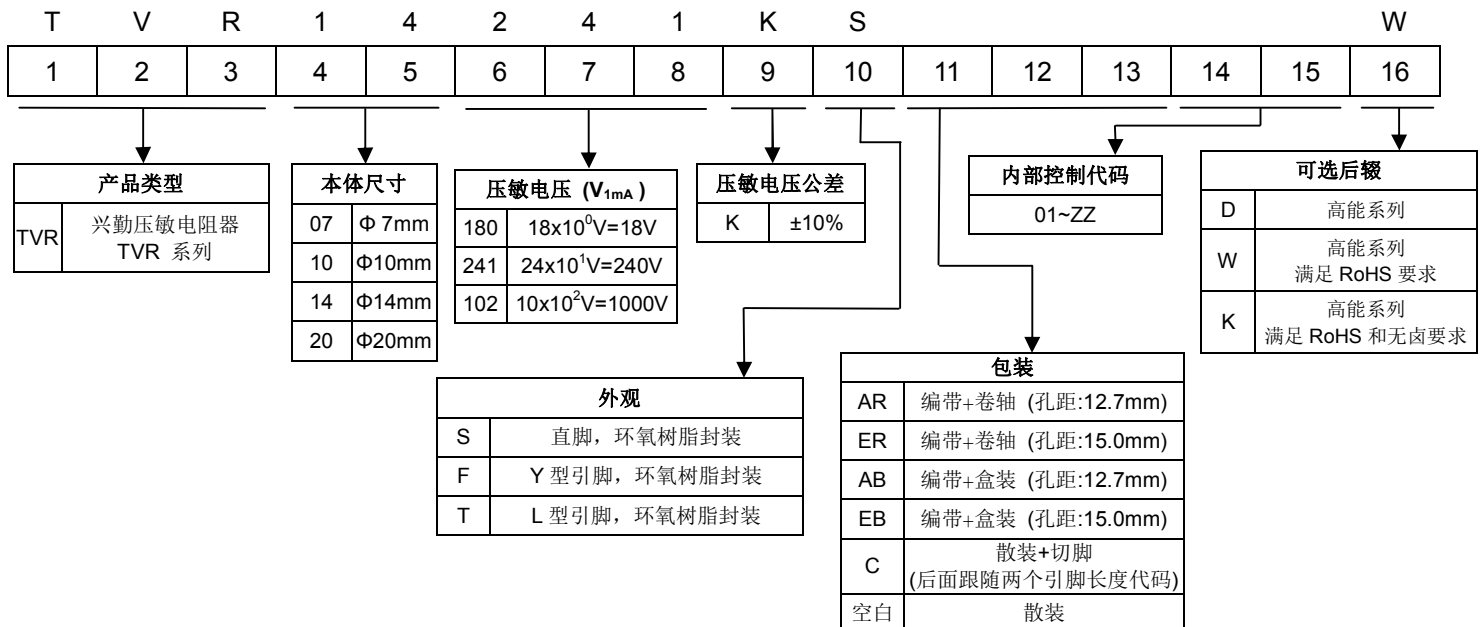 T V R 1 4 2 4 1 K S W
1 2 3 4 5 6 7 8 9 10 11 12 13 14 15 16
产品类型
TVR 兴勤压敏电阻器
TVR 系列
本体尺寸
07 Φ 7mm
10 Φ10mm
14 Φ14mm
20 Φ20mm
压敏电压 (V1mA )
180 18x10⁰V=18V
241 24x10¹V=240V
102 10x10²V=1000V
压敏电压公差
K ±10%
内部控制代码
01~ZZ
可选后辍
D 高能系列
W 高能系列
满足 RoHS 要求
K 高能系列
满足 RoHS 和无卤要求
外观
S 直脚，环氧树脂封装
F Y 型引脚，环氧树脂封装
T L 型引脚，环氧树脂封装
包装
AR 编带+卷轴 (孔距:12.7mm)
ER 编带+卷轴 (孔距:15.0mm)
AB 编带+盒装 (孔距:12.7mm)
EB 编带+盒装 (孔距:15.0mm)
C 散装+切脚
(后面跟随两个引脚长度代码)
空白 散装